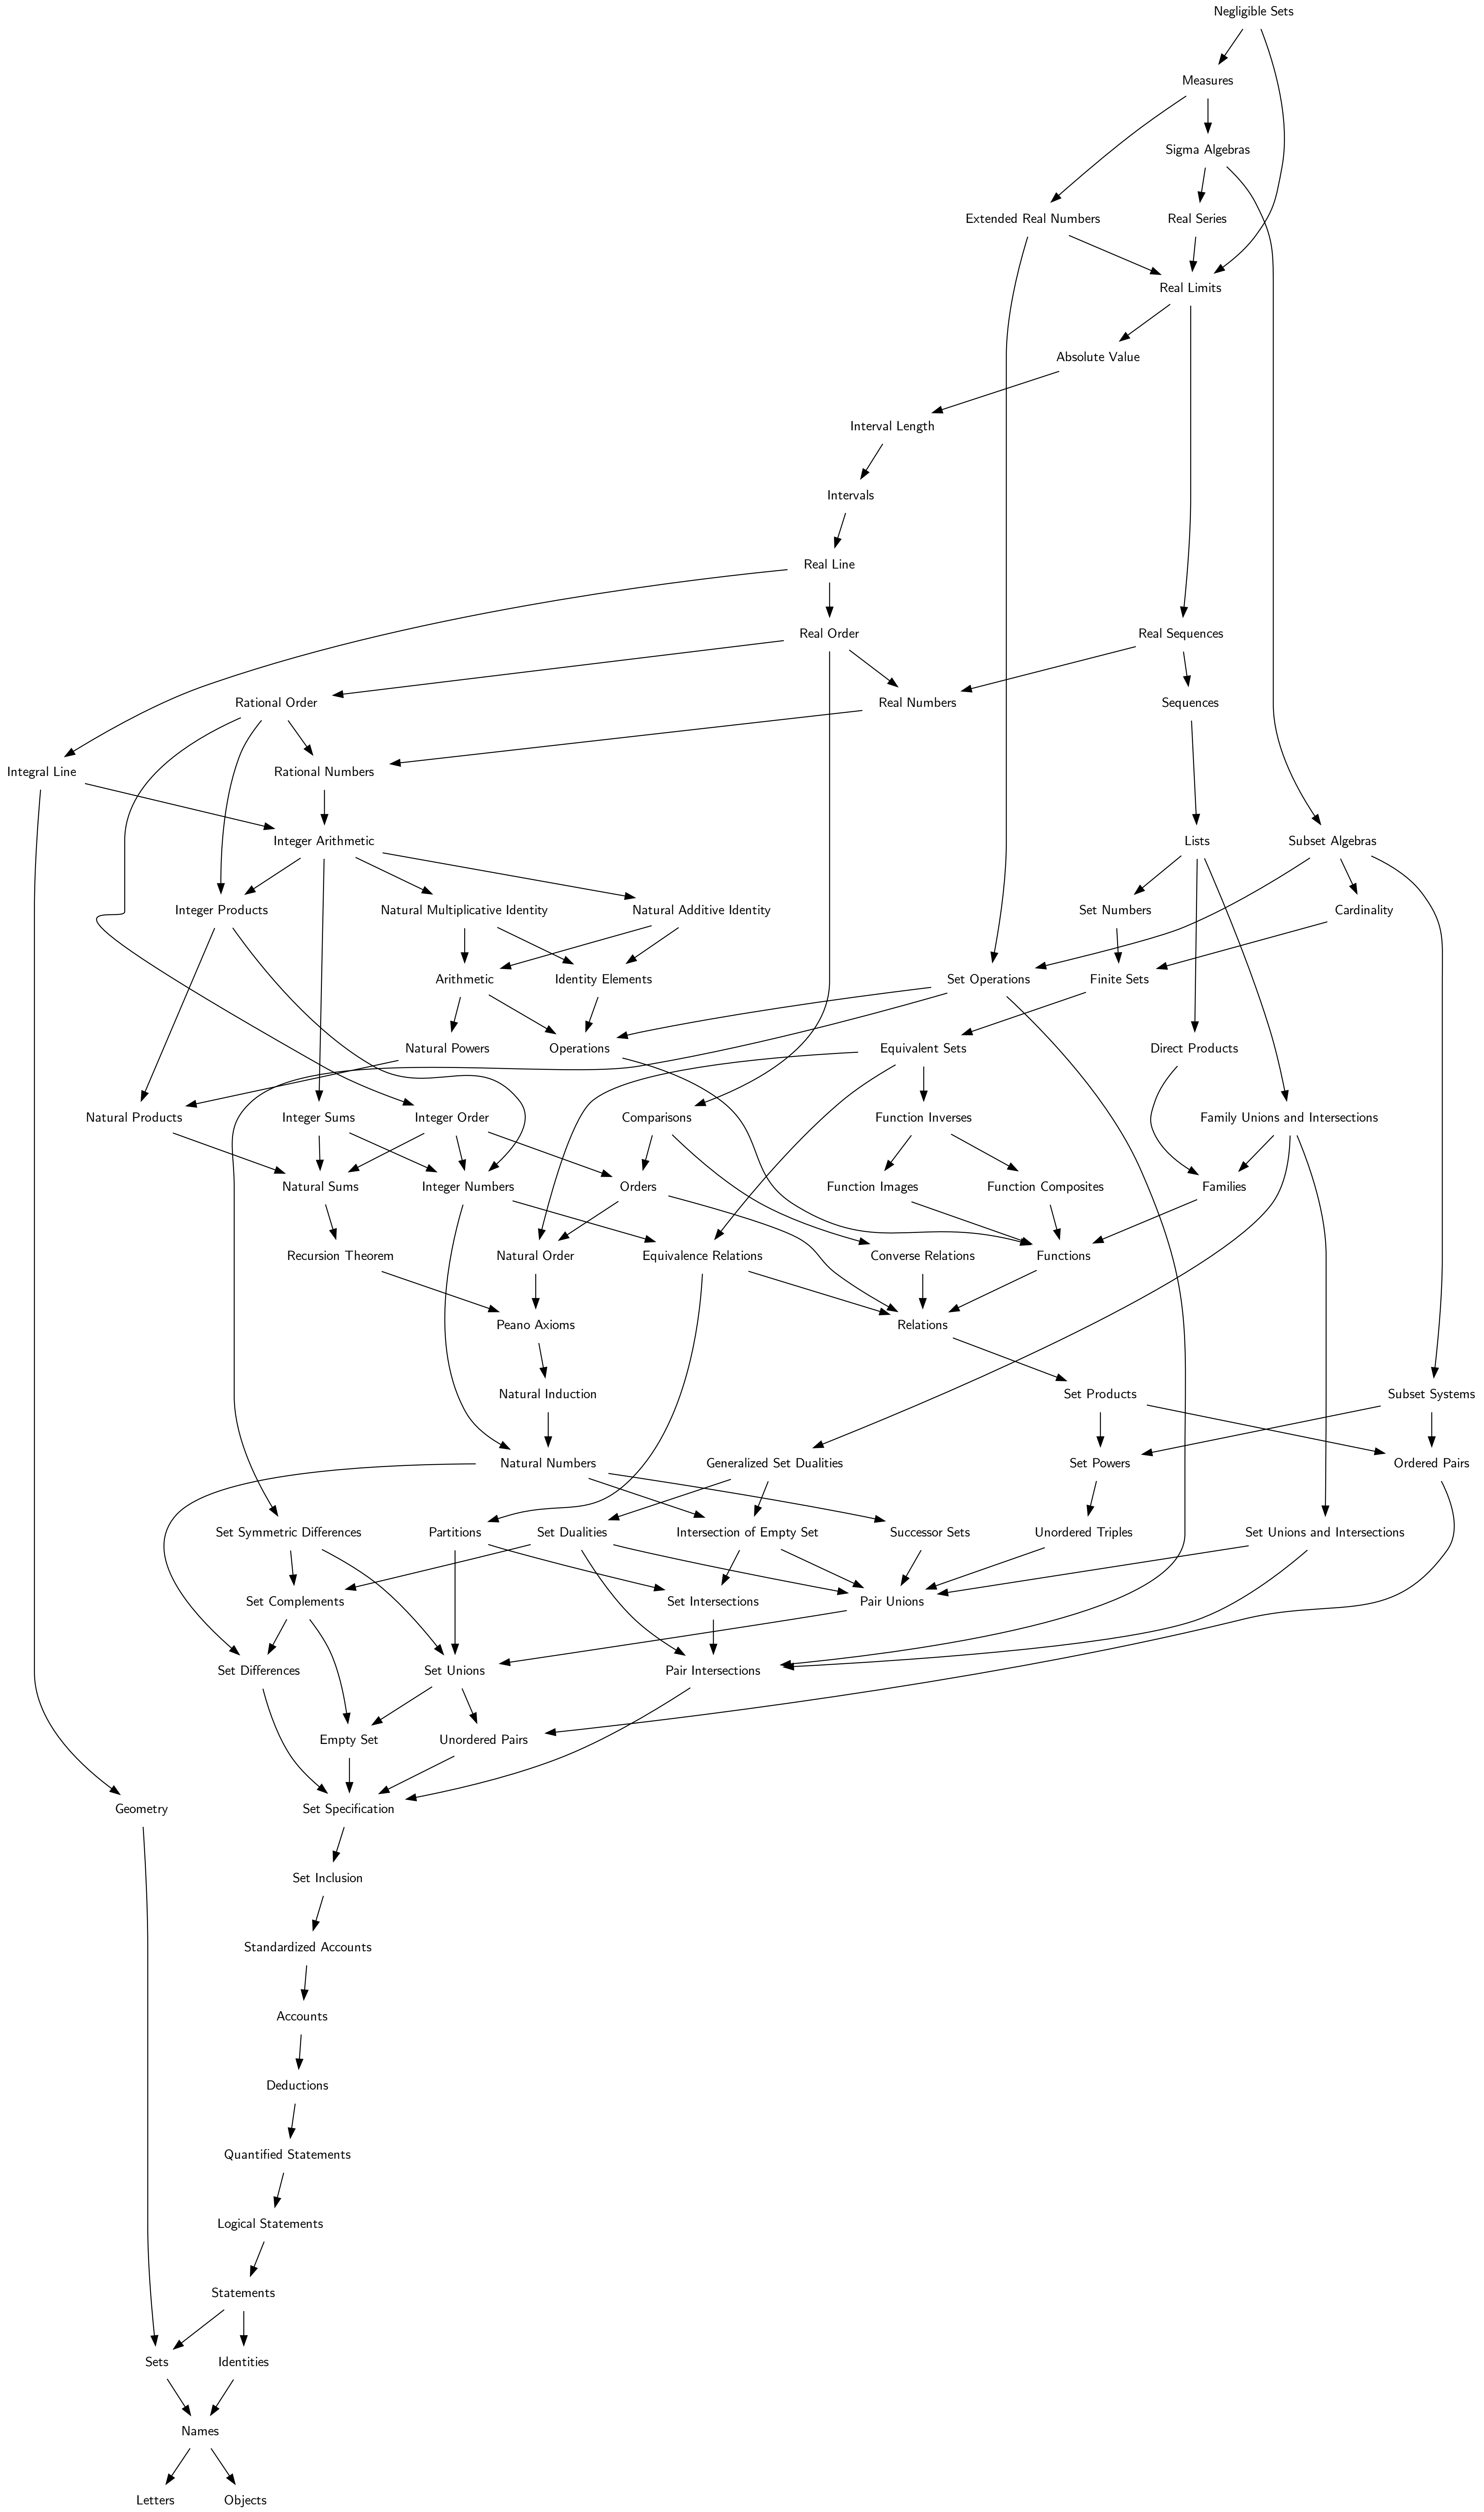 Negligible Sets
Measures
Sigma Algebras
Extended Real Numbers
Real Series
Real Limits
Absolute Value
Interval Length
Intervals
Real Line
Real Order
Real Sequences
Rational Order
Real Numbers
Sequences
Integral Line
Rational Numbers
Integer Arithmetic
Lists
Subset Algebras
Integer Products
Natural Multiplicative Identity
Natural Additive Identity
Set Numbers
Cardinality
Arithmetic
Identity Elements
Set Operations
Finite Sets
Natural Powers
Operations
Equivalent Sets
Direct Products
Natural Products
Integer Sums
Integer Order
Comparisons
Function Inverses
Family Unions and Intersections
Natural Sums
Integer Numbers
Orders
Function Images
Function Composites
Families
Recursion Theorem
Natural Order
Equivalence Relations
Converse Relations
Functions
Peano Axioms
Relations
Natural Induction
Set Products
Subset Systems
Natural Numbers
Generalized Set Dualities
Set Powers
Ordered Pairs
Set Symmetric Differences
Partitions
Set Dualities
Intersection of Empty Set
Successor Sets
Unordered Triples
Set Unions and Intersections
Set Complements
Set Intersections
Pair Unions
Set Differences
Set Unions
Pair Intersections
Empty Set
Unordered Pairs
Geometry
Set Specification
Set Inclusion
Standardized Accounts
Accounts
Deductions
Quantified Statements
Logical Statements
Statements
Sets
Identities
Names
Letters
Objects